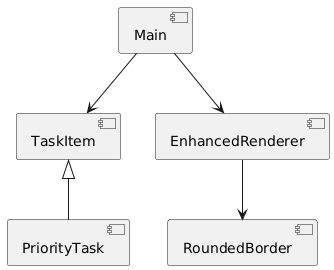 Main
TaskItem
EnhancedRenderer
PriorityTask
RoundedBorder